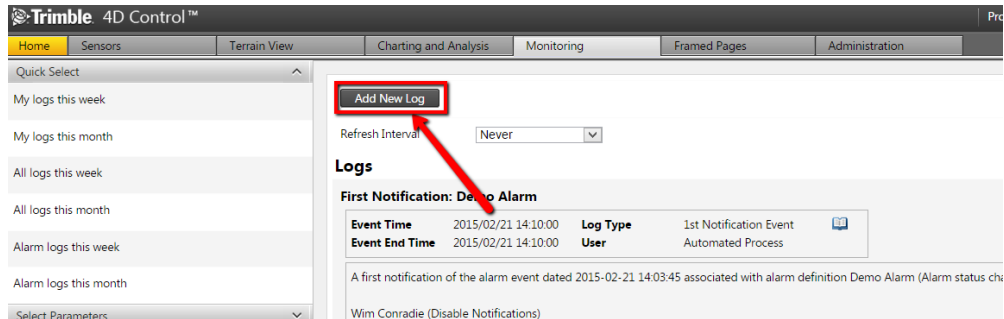 Trimble. 4D Control™
Home Sensors Terrain View Charting and Analysis Monitoring Framed Pages Administration
Quick Select
My logs this week
My logs this month
All logs this week
All logs this month
Alarm logs this week
Alarm logs this month
Select Parameters
Add New Log
Refresh Interval Never
Logs
First Notification: Demo Alarm
Event Time 2015/02/21 14:10:00 Log Type 1st Notification Event
Event End Time 2015/02/21 14:10:00 User Automated Process
A first notification of the alarm event dated 2015-02-21 14:03:45 associated with alarm definition Demo Alarm (Alarm status
Wim Conradie (Disable Notifications)